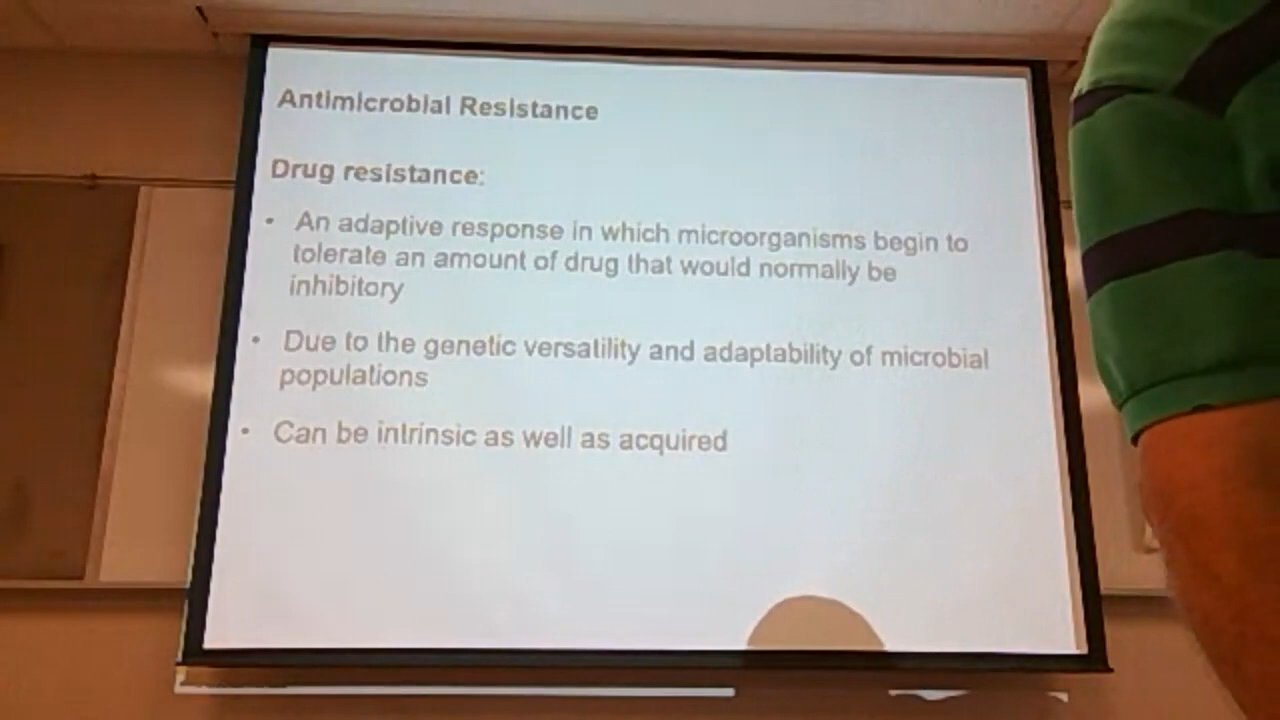 Antimicrobial Resistance
Drug resistance:
• An adaptive response in which microorganisms begin to
tolerate an amount of drug that would normally be
inhibitory
• Due to the genetic versatility and adaptability of microbial
populations
• Can be intrinsic as well as acquired